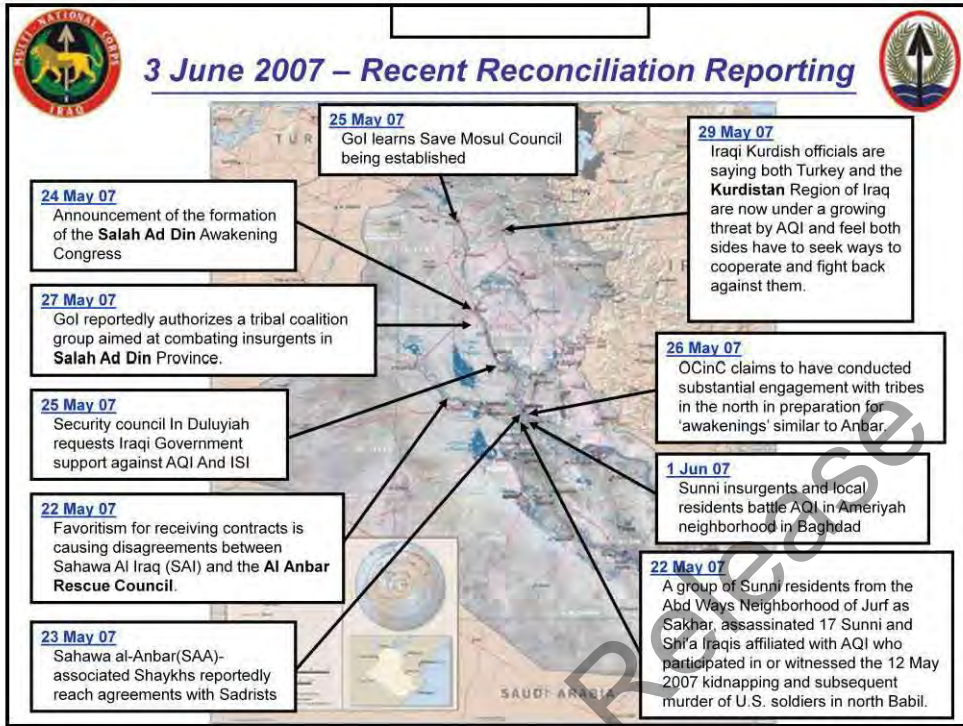 MULTI-NATIONAL CORPS
IRAQ
3 June 2007 – Recent Reconciliation Reporting
25 May 07
GoI learns Save Mosul Council
being established
29 May 07
Iraqi Kurdish officials are
saying both Turkey and the
Kurdistan Region of Iraq
are now under a growing
threat by AQI and feel both
sides have to seek ways to
cooperate and fight back
against them.
24 May 07
Announcement of the formation
of the Salah Ad Din Awakening
Congress
27 May 07
GoI reportedly authorizes a tribal coalition
group aimed at combating insurgents in
Salah Ad Din Province.
26 May 07
OCinC claims to have conducted
substantial engagement with tribes
in the north in preparation for
'awakenings' similar to Anbar.
25 May 07
Security council In Duluyiah
requests Iraqi Government
support against AQI And ISI
1 Jun 07
Sunni insurgents and local
residents battle AQI in Ameriyah
neighborhood in Baghdad
22 May 07
Favoritism for receiving contracts is
causing disagreements between
Sahawa Al Iraq (SAI) and the Al Anbar
Rescue Council.
22 May 07
A group of Sunni residents from the
Abd Ways Neighborhood of Jurf as
Sakhar, assassinated 17 Sunni and
Shi'a Iraqis affiliated with AQI who
participated in or witnessed the 12 May
2007 kidnapping and subsequent
murder of U.S. soldiers in north Babil.
23 May 07
Sahawa al-Anbar(SAA)-
associated Shaykhs reportedly
reach agreements with Sadrists
SAUDI ARABIA
Release